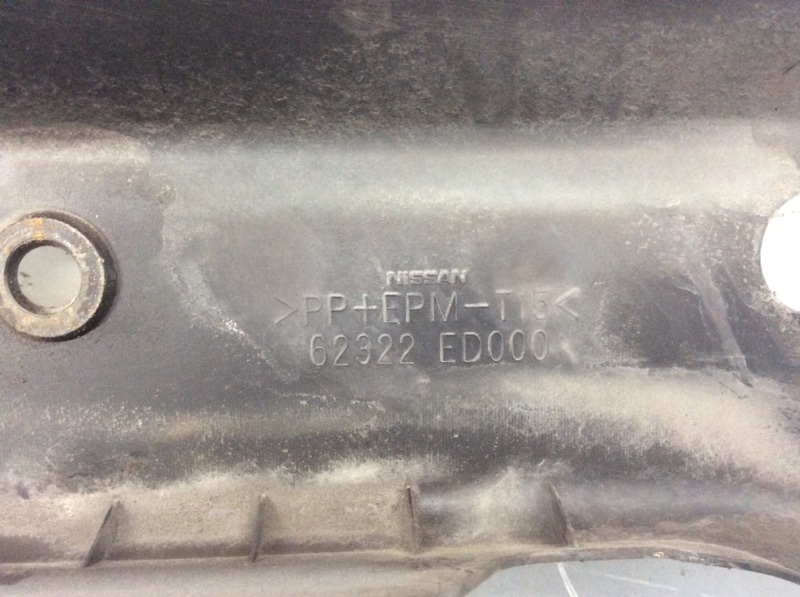 NISSAN
>PP+EPM-T15<
62322 ED000